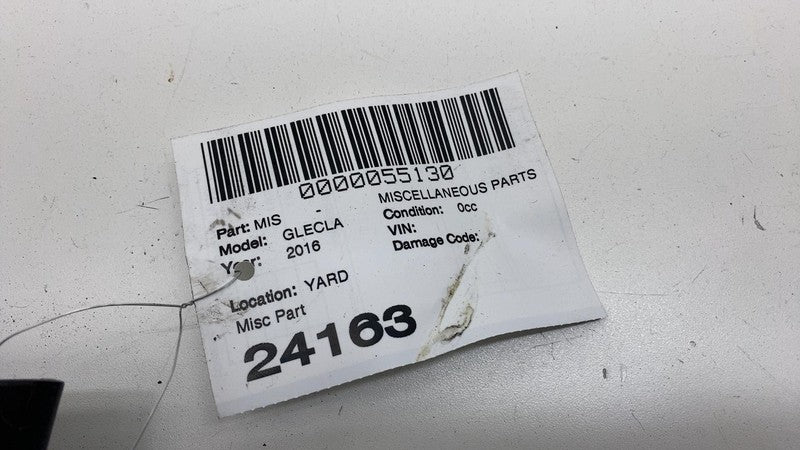 0000055130
Part: MIS - MISCELLANEOUS PARTS
Model: GLECLA Condition: 0cc
Year: 2016 VIN:
Damage Code:
Location: YARD
Misc Part
24163